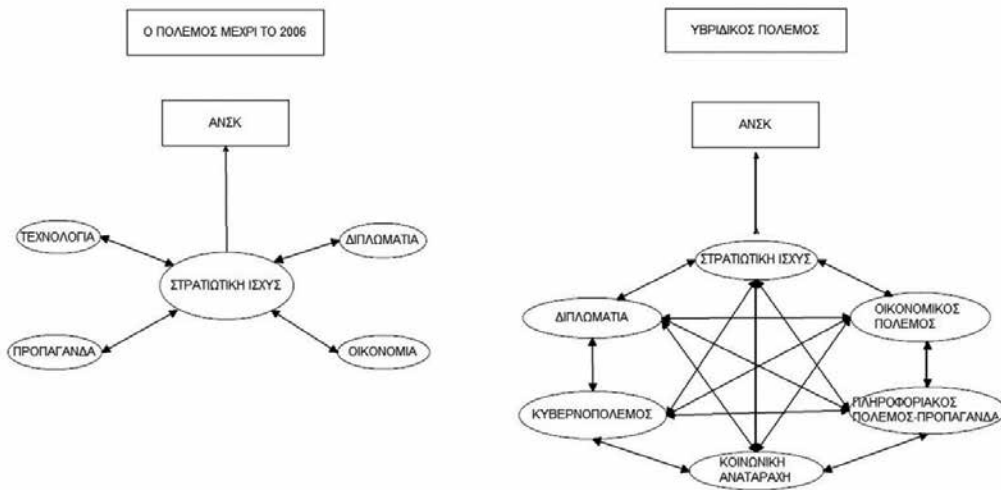 Ο ΠΟΛΕΜΟΣ ΜΕΧΡΙ ΤΟ 2006
ΑΝΣΚ
ΤΕΧΝΟΛΟΓΙΑ
ΔΙΠΛΩΜΑΤΙΑ
ΣΤΡΑΤΙΩΤΙΚΗ ΙΣΧΥΣ
ΠΡΟΠΑΓΑΝΔΑ
ΟΙΚΟΝΟΜΙΑ
ΥΒΡΙΔΙΚΟΣ ΠΟΛΕΜΟΣ
ΑΝΣΚ
ΣΤΡΑΤΙΩΤΙΚΗ ΙΣΧΥΣ
ΔΙΠΛΩΜΑΤΙΑ
ΟΙΚΟΝΟΜΙΚΟΣ
ΠΟΛΕΜΟΣ
ΚΥΒΕΡΝΟΠΟΛΕΜΟΣ
ΠΛΗΡΟΦΟΡΙΑΚΟΣ
ΠΟΛΕΜΟΣ-ΠΡΟΠΑΓΑΝΔΑ
ΚΟΙΝΩΝΙΚΗ
ΑΝΑΤΑΡΑΧΗ